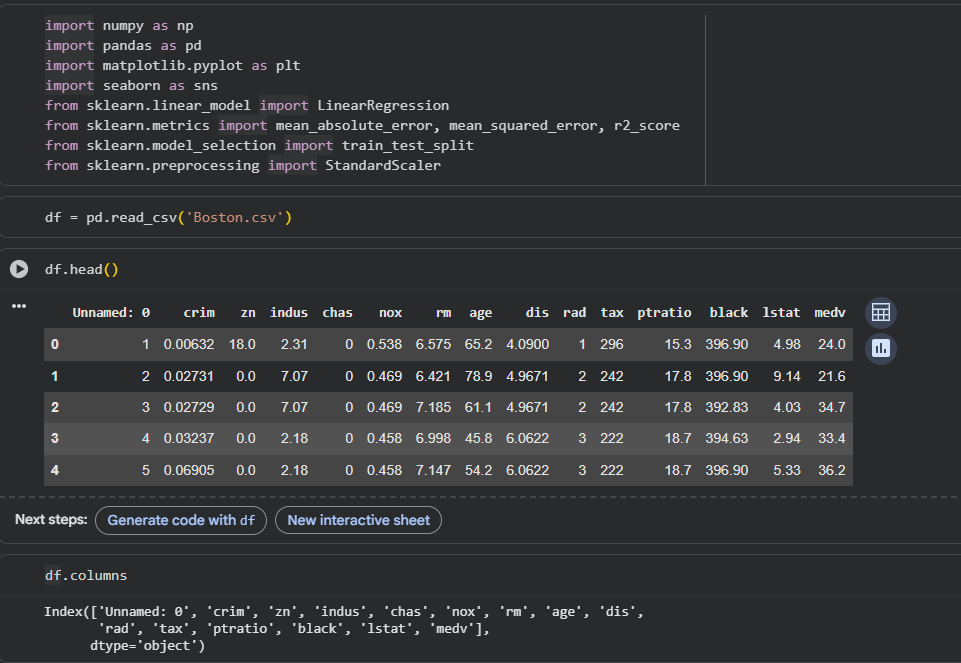 import numpy as np
import pandas as pd
import matplotlib.pyplot as plt
import seaborn as sns
from sklearn.linear_model import LinearRegression
from sklearn.metrics import mean_absolute_error, mean_squared_error, r2_score
from sklearn.model_selection import train_test_split
from sklearn.preprocessing import StandardScaler
df = pd.read_csv('Boston.csv')
df.head()
Unnamed: 0 crim zn indus chas nox rm age dis rad tax ptratio black lstat medv
0 1 0.00632 18.0 2.31 0 0.538 6.575 65.2 4.0900 1 296 15.3 396.90 4.98 24.0
1 2 0.02731 0.0 7.07 0 0.469 6.421 78.9 4.9671 2 242 17.8 396.90 9.14 21.6
2 3 0.02729 0.0 7.07 0 0.469 7.185 61.1 4.9671 2 242 17.8 392.83 4.03 34.7
3 4 0.03237 0.0 2.18 0 0.458 6.998 45.8 6.0622 3 222 18.7 394.63 2.94 33.4
4 5 0.06905 0.0 2.18 0 0.458 7.147 54.2 6.0622 3 222 18.7 396.90 5.33 36.2
Next steps: Generate code with df New interactive sheet
df.columns
Index(['Unnamed: 0', 'crim', 'zn', 'indus', 'chas', 'nox', 'rm', 'age', 'dis',
'rad', 'tax', 'ptratio', 'black', 'lstat', 'medv'],
dtype='object')